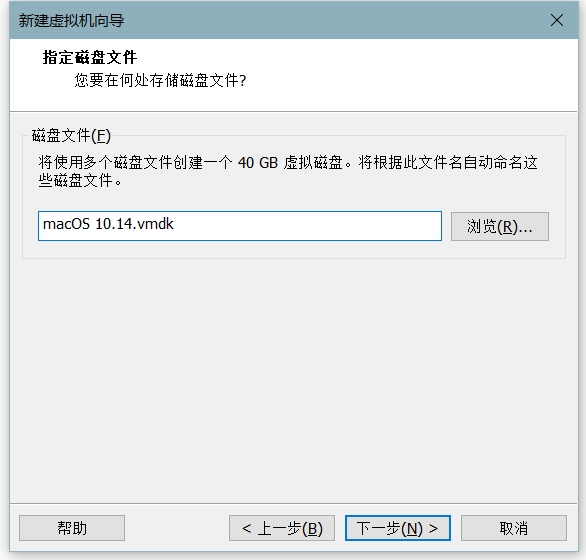 新建虚拟机向导
指定磁盘文件
您要在何处存储磁盘文件?
磁盘文件(F)
将使用多个磁盘文件创建一个 40 GB 虚拟磁盘。将根据此文件名自动命名这
些磁盘文件。
macOS 10.14.vmdk
浏览(R)...
帮助
< 上一步(B)
下一步(N) >
取消